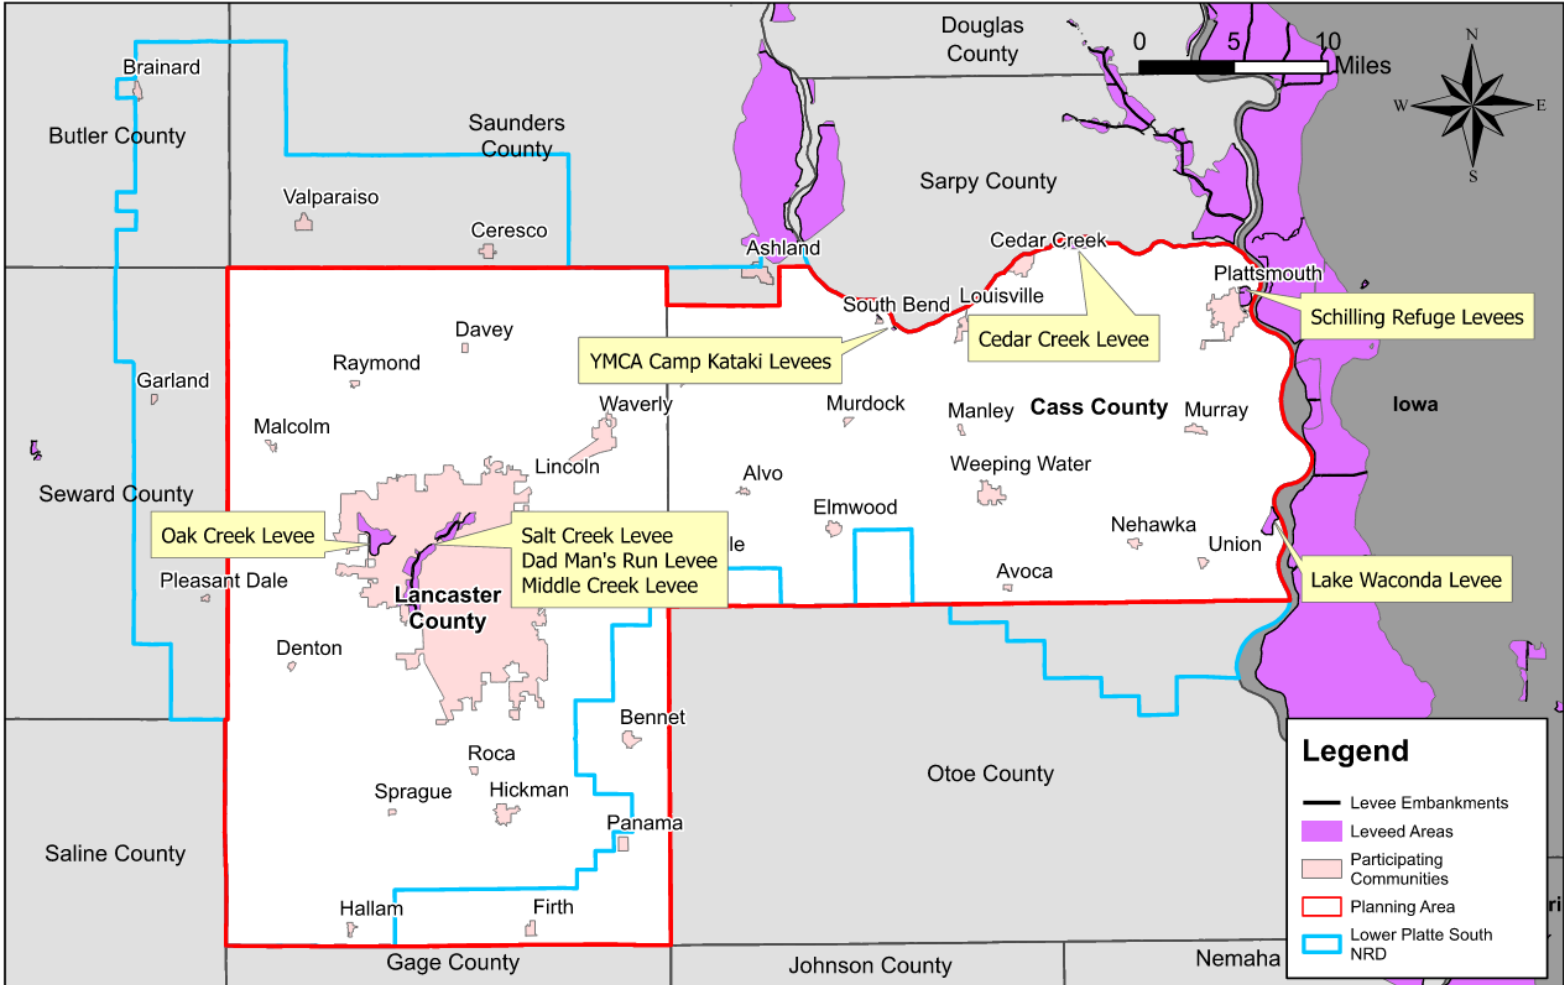 Douglas
County
0 5 10
Miles
N
W E
S
Brainard
Butler County
Saunders
County
Sarpy County
Valparaiso
Ceresco
Ashland
Cedar Creek
Plattsmouth
South Bend
Louisville
Schilling Refuge Levees
Cedar Creek Levee
YMCA Camp Kataki Levees
Davey
Raymond
Garland
Waverly
Murdock
Manley
Cass County
Murray
Iowa
Malcolm
Lincoln
Alvo
Weeping Water
Seward County
Elmwood
Nehawka
Union
Oak Creek Levee
Salt Creek Levee
Dad Man's Run Levee
Middle Creek Levee
le
Pleasant Dale
Avoca
Lake Waconda Levee
Lancaster
County
Denton
Bennet
Roca
Sprague
Hickman
Panama
Otoe County
Saline County
Hallam
Firth
Gage County
Johnson County
Nemaha
Legend
Levee Embankments
Leveed Areas
Participating
Communities
Planning Area
Lower Platte South
NRD
ri